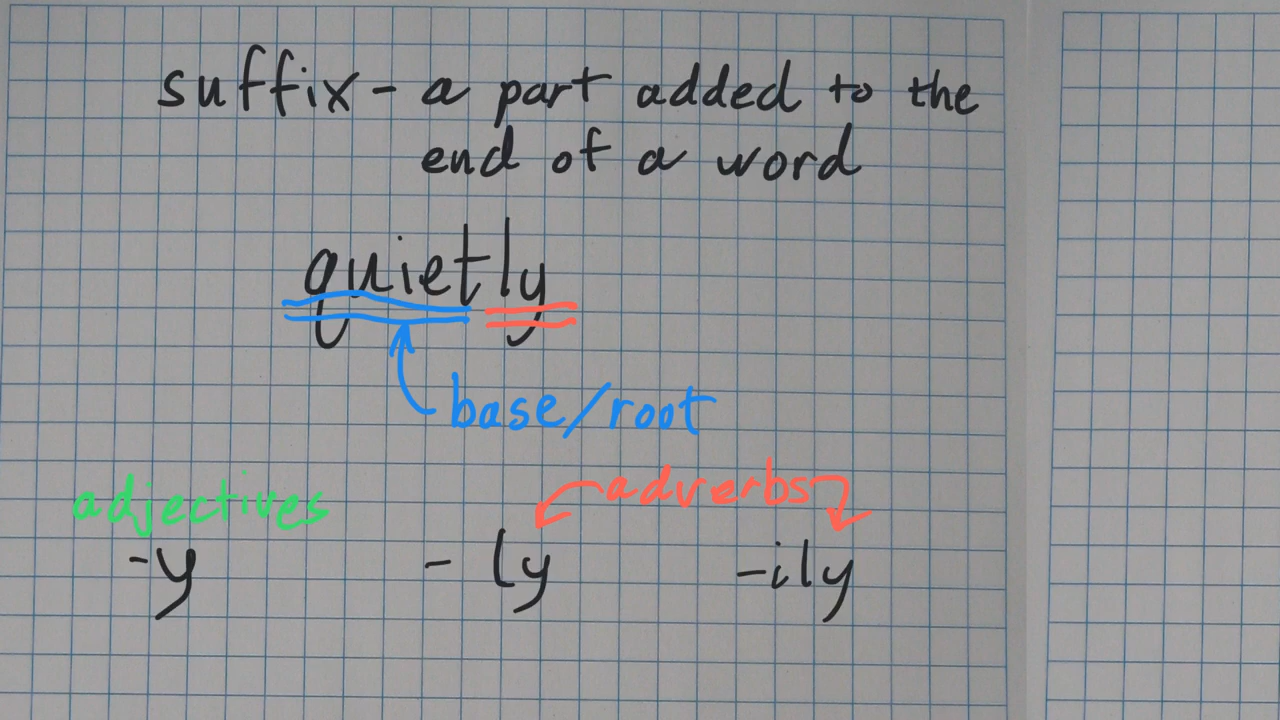 suffix - a part added to the
end of a word
quietly
base/root
adjectives
adverbs
-y
- ly
-ily